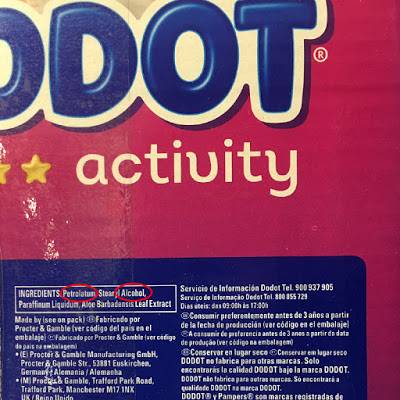 DODOT®
activity
INGREDIENTS: Petrolatum, Stearyl Alcohol,
Paraffinum Liquidum, Aloe Barbadensis Leaf Extract
Made by (see on pack) Ⓔ Fabricado por
Procter & Gamble (ver código del país en el
embalaje) Fabricado por Procter & Gamble (ver código
do país na embalagem)
• (E) Procter & Gamble Manufacturing GmbH,
Procter & Gamble Str., 53881 Euskirchen,
Germany/Alemania / Alemanha
• (M) Procter & Gamble, Trafford Park Road,
Trafford Park, Manchester M17 1NX
UK / Reino Unido
Servicio de Información Dodot Tel. 900 937 905
Serviço de Informação Dodot Tel. 800 855 729
Dias úteis: das 09:00h às 17:00h
Consumir preferentemente antes de 3 años a partir
de la fecha de producción (ver código en el embalaje)
A consumir de preferência antes de 3 anos a partir da data
de produção (ver código na embalagem)
Conservar en lugar seco Conservar em lugar seco
DODOT no fabrica para otras marcas. Solo
encontrará la calidad DODOT bajo la marca DODOT.
DODOT não fabrica para outras marcas. Só encontrará a
qualidade DODOT na marca DODOT.
DODOT® y Pampers® son marcas registradas de